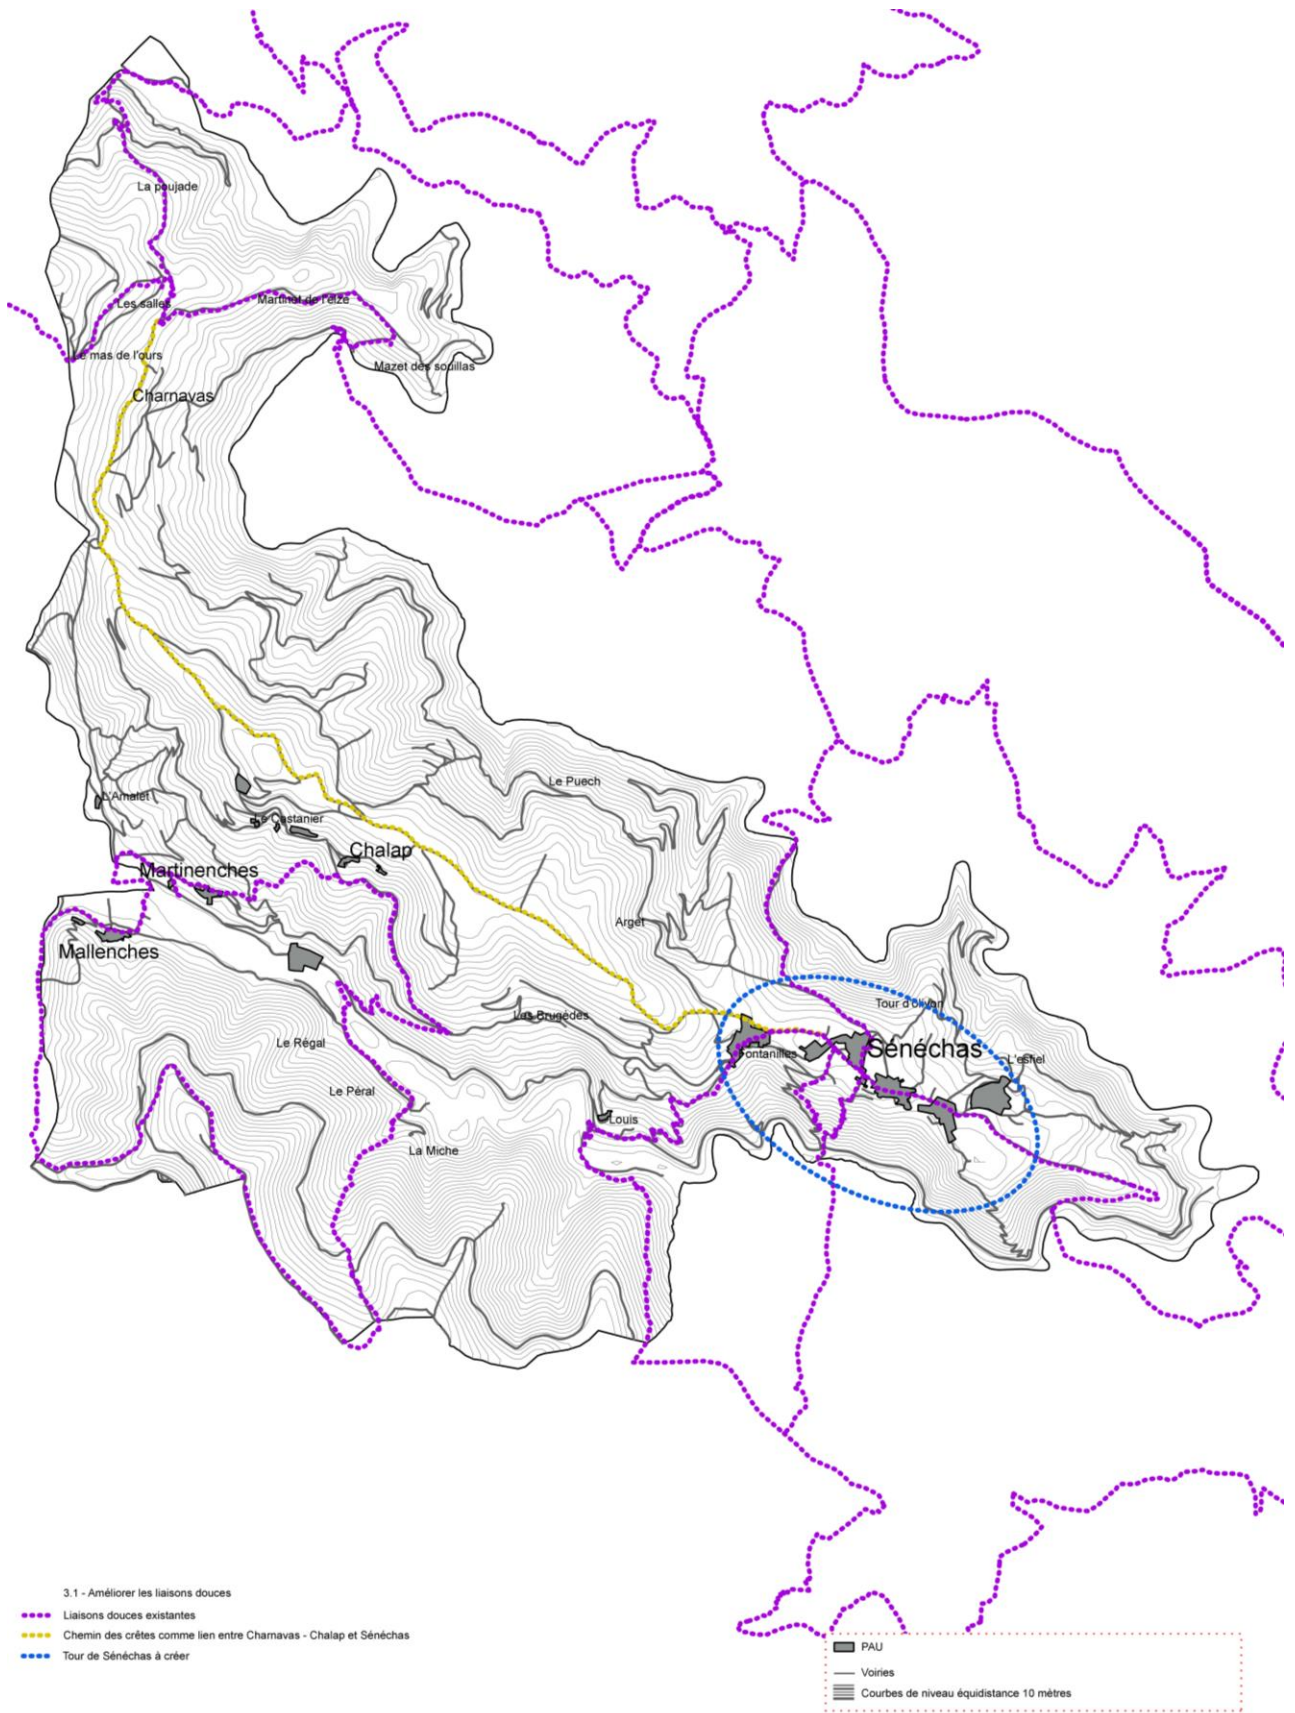 La poujade
Les salles
Martinet de l'elze
Le mas de l'ours
Mazet des souillas
Charnavas
Le Puech
L'Amalet
Le Castanier
Chalap
Martinenches
Arget
Mallenches
Tour d'olivon
Les Brugèdes
Le Régal
Fontanilles
Sénéchas
L'esfiel
Le Péral
Louis
La Miche
3.1 - Améliorer les liaisons douces
Liaisons douces existantes
Chemin des crêtes comme lien entre Charnavas - Chalap et Sénéchas
Tour de Sénéchas à créer
PAU
Voiries
Courbes de niveau équidistance 10 mètres